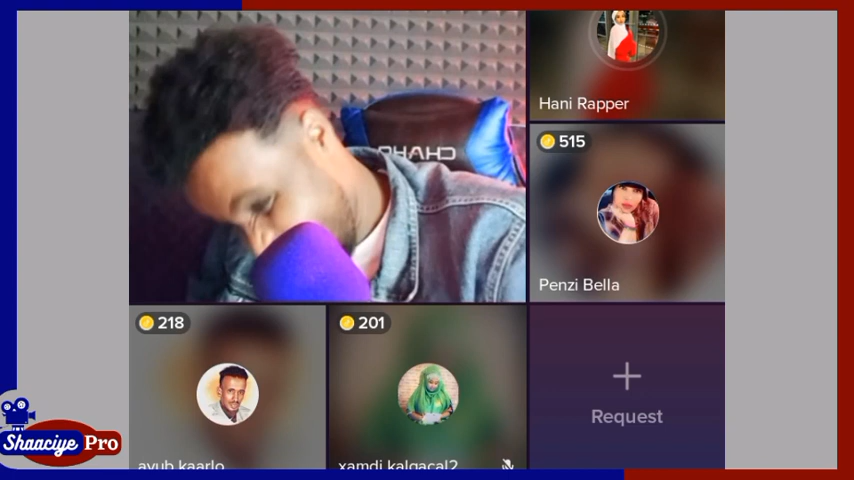 Hani Rapper
515
Penzi Bella
218
201
Request
ayub kaarlo
xamdi kalgacal2
Shaaciye Pro